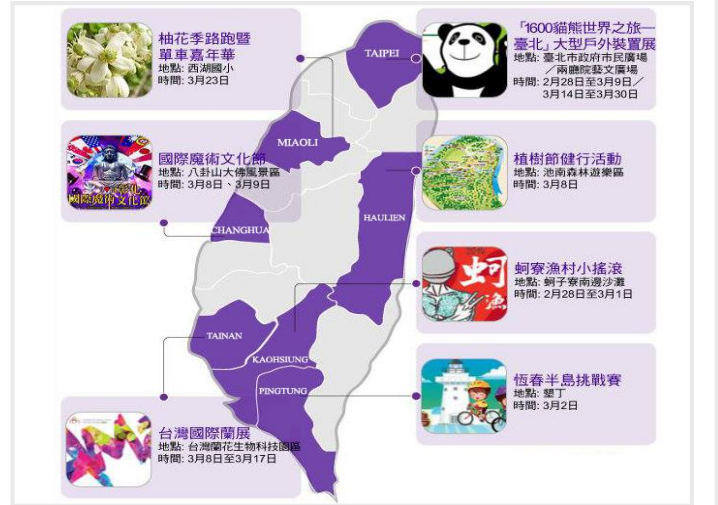 柚花季路跑暨
單車嘉年華
地點: 西湖國小
時間: 3月23日
「1600貓熊世界之旅—
臺北」大型戶外裝置展
地點: 臺北市政府市民廣場
／兩廳院藝文廣場
時間: 2月28日至3月9日／
3月14日至3月30日
TAIPEI
國際魔術文化節
地點: 八卦山大佛風景區
時間: 3月8日、3月9日
國際魔術文化節
MIAOLI
植樹節健行活動
地點: 池南森林遊樂區
時間: 3月8日
HAULIEN
CHANGHUA
蚵寮漁村小搖滾
地點: 蚵子寮南邊沙灘
時間: 2月28日至3月1日
蚵
漁
TAINAN
KAOHSIUNG
PINGTUNG
恆春半島挑戰賽
地點: 墾丁
時間: 3月2日
台灣國際蘭展
地點: 台灣蘭花生物科技園區
時間: 3月8日至3月17日